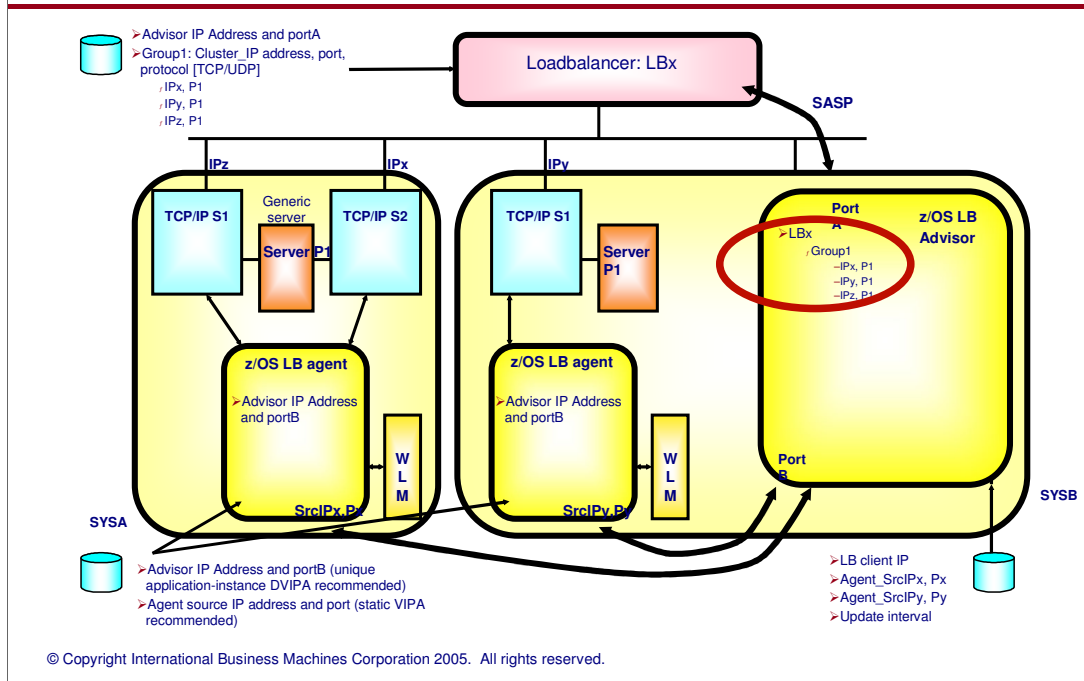 ➤Advisor IP Address and portA
➤Group1: Cluster_IP address, port,
protocol [TCP/UDP]
ƒ IPx, P1
ƒ IPy, P1
ƒ IPz, P1
Loadbalancer: LBx
SASP
IPz
IPx
IPy
TCP/IP S1
Generic
server
Server P1
TCP/IP S2
TCP/IP S1
Server
P1
Port
A
z/OS LB
Advisor
➤LBx
ƒ Group1
–IPx, P1
–IPy, P1
–IPz, P1
z/OS LB agent
➤Advisor IP Address
and portB
W
L
M
SrcIPx,Px
z/OS LB agent
➤Advisor IP Address
and portB
W
L
M
SrcIPy,Py
Port
B
SYSA
SYSB
➤Advisor IP Address and portB (unique
application-instance DVIPA recommended)
➤Agent source IP address and port (static VIPA
recommended)
➤LB client IP
➤Agent_SrcIPx, Px
➤Agent_SrcIPy, Py
➤Update interval
© Copyright International Business Machines Corporation 2005. All rights reserved.